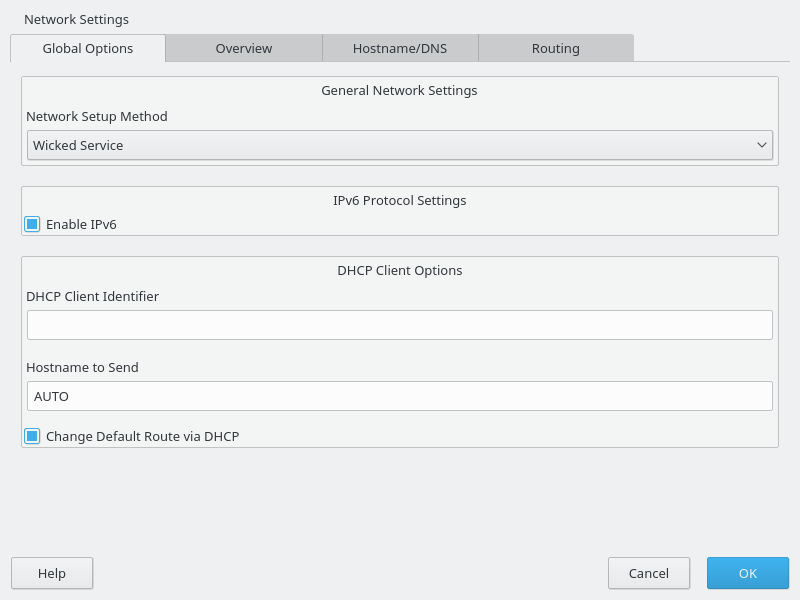 Network Settings
Global Options Overview Hostname/DNS Routing
General Network Settings
Network Setup Method
Wicked Service
IPv6 Protocol Settings
Enable IPv6
DHCP Client Options
DHCP Client Identifier
Hostname to Send
AUTO
Change Default Route via DHCP
Help Cancel OK